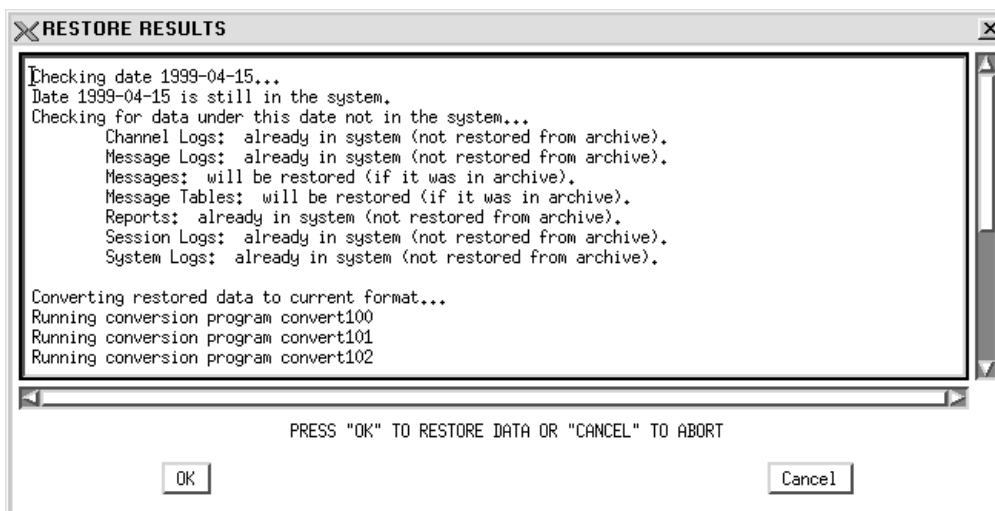 RESTORE RESULTS
Checking date 1999-04-15...
Date 1999-04-15 is still in the system.
Checking for data under this date not in the system...
Channel Logs:  already in system (not restored from archive).
Message Logs:  already in system (not restored from archive).
Messages:  will be restored (if it was in archive).
Message Tables:  will be restored (if it was in archive).
Reports:  already in system (not restored from archive).
Session Logs:  already in system (not restored from archive).
System Logs:  already in system (not restored from archive).
Converting restored data to current format...
Running conversion program convert100
Running conversion program convert101
Running conversion program convert102
PRESS "OK" TO RESTORE DATA OR "CANCEL" TO ABORT
OK
Cancel